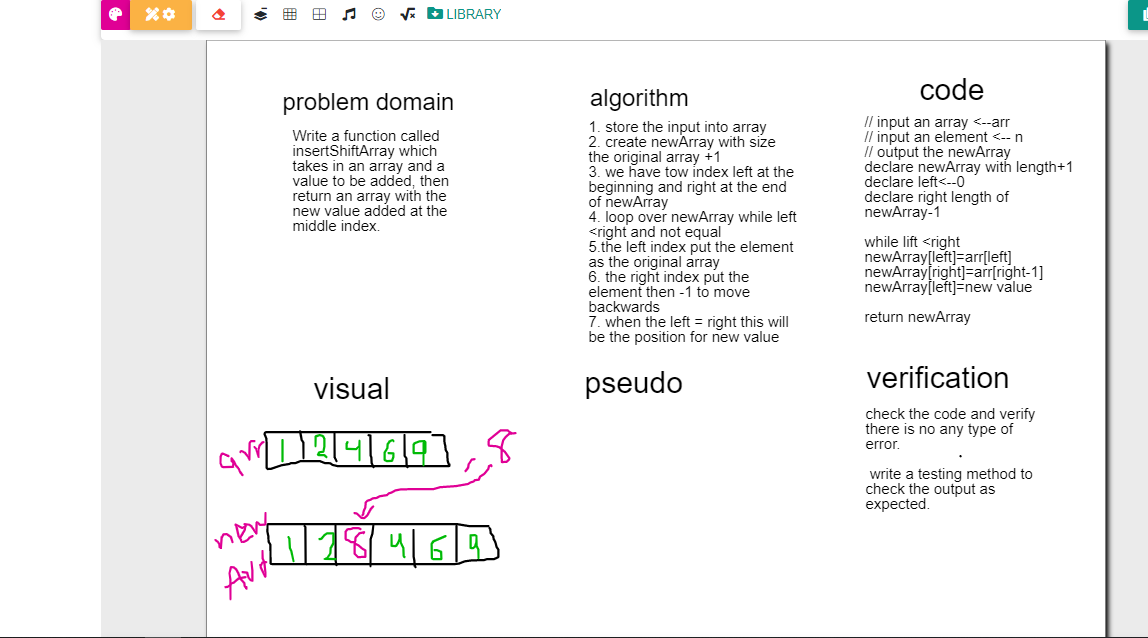 LIBRARY
problem domain
Write a function called
insertShiftArray which
takes in an array and a
value to be added, then
return an array with the
new value added at the
middle index.
algorithm
1. store the input into array
2. create newArray with size
the original array +1
3. we have tow index left at the
beginning and right at the end
of newArray
4. loop over newArray while left
<right and not equal
5.the left index put the element
as the original array
6. the right index put the
element then -1 to move
backwards
7. when the left = right this will
be the position for new value
code
// input an array <--arr
// input an element <-- n
// output the newArray
declare newArray with length+1
declare left<--0
declare right length of
newArray-1
while lift <right
newArray[left]=arr[left]
newArray[right]=arr[right-1]
newArray[left]=new value
return newArray
visual
arr 1 2 4 6 9 , 8
new
Arr
1 2 8 4 6 9
pseudo
verification
check the code and verify
there is no any type of
error.
write a testing method to
check the output as
expected.